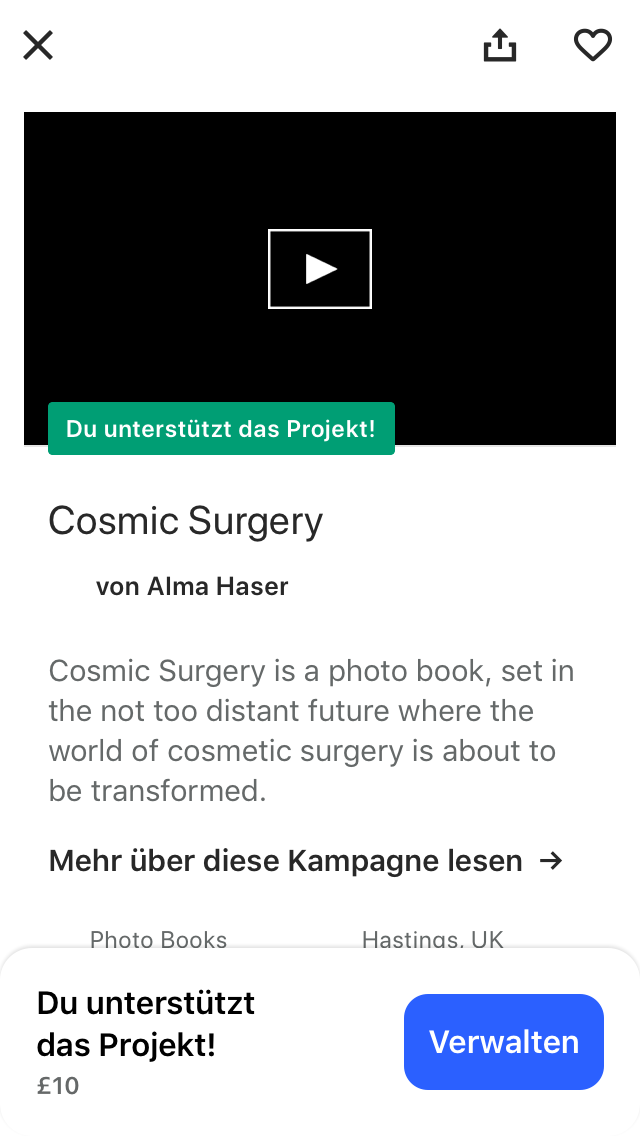 Du unterstützt das Projekt!
Cosmic Surgery
von Alma Haser
Cosmic Surgery is a photo book, set in
the not too distant future where the
world of cosmetic surgery is about to
be transformed.
Mehr über diese Kampagne lesen →
Photo Books
Hastings, UK
Du unterstützt
das Projekt!
£10
Verwalten